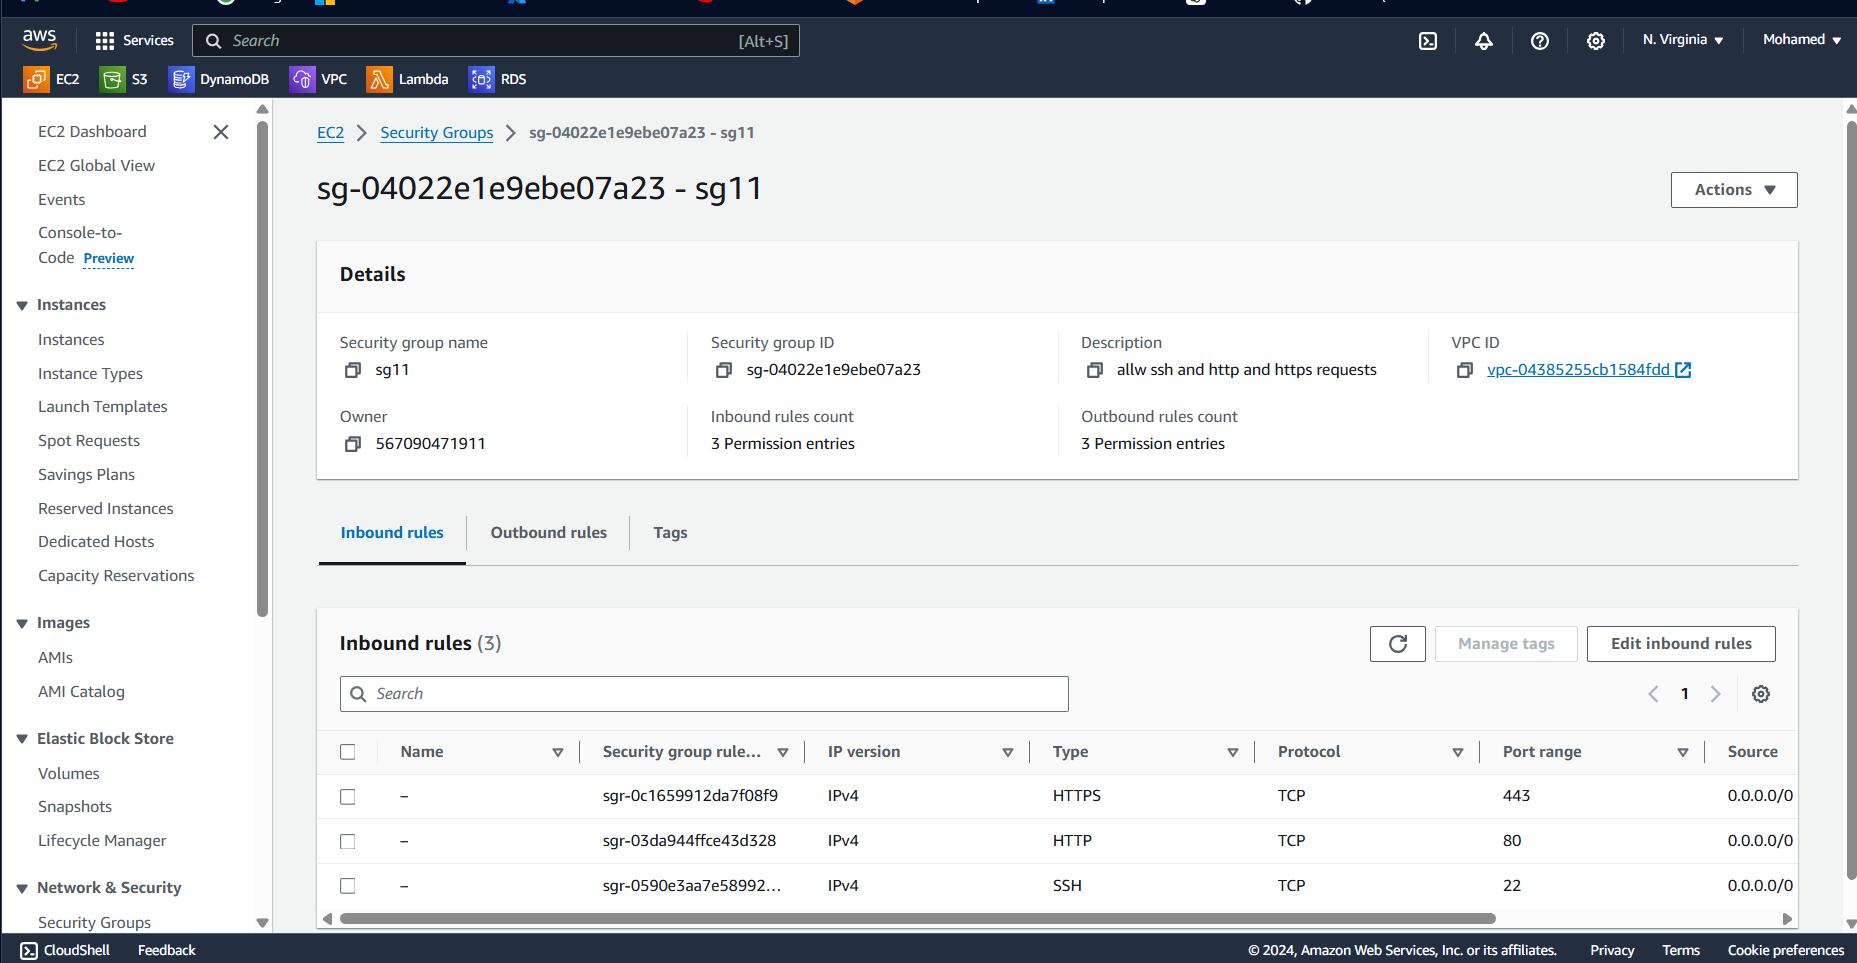 aws
Services
Search
[Alt+S]
N. Virginia
Mohamed
EC2
S3
DynamoDB
VPC
Lambda
RDS
EC2 Dashboard
EC2 Global View
Events
Console-to-
Code Preview
Instances
Instances
Instance Types
Launch Templates
Spot Requests
Savings Plans
Reserved Instances
Dedicated Hosts
Capacity Reservations
Images
AMIs
AMI Catalog
Elastic Block Store
Volumes
Snapshots
Lifecycle Manager
Network & Security
Security Groups
EC2 > Security Groups > sg-04022e1e9ebe07a23 - sg11
sg-04022e1e9ebe07a23 - sg11
Actions
Details
Security group name
sg11
Security group ID
sg-04022e1e9ebe07a23
Description
allw ssh and http and https requests
VPC ID
vpc-04385255cb1584fdd
Owner
567090471911
Inbound rules count
3 Permission entries
Outbound rules count
3 Permission entries
Inbound rules
Outbound rules
Tags
Inbound rules (3)
Manage tags
Edit inbound rules
Search
1
Name Security group rule... IP version Type Protocol Port range Source
– sgr-0c1659912da7f08f9 IPv4 HTTPS TCP 443 0.0.0.0/0
– sgr-03da944ffce43d328 IPv4 HTTP TCP 80 0.0.0.0/0
– sgr-0590e3aa7e58992... IPv4 SSH TCP 22 0.0.0.0/0
CloudShell
Feedback
© 2024, Amazon Web Services, Inc. or its affiliates.
Privacy
Terms
Cookie preferences